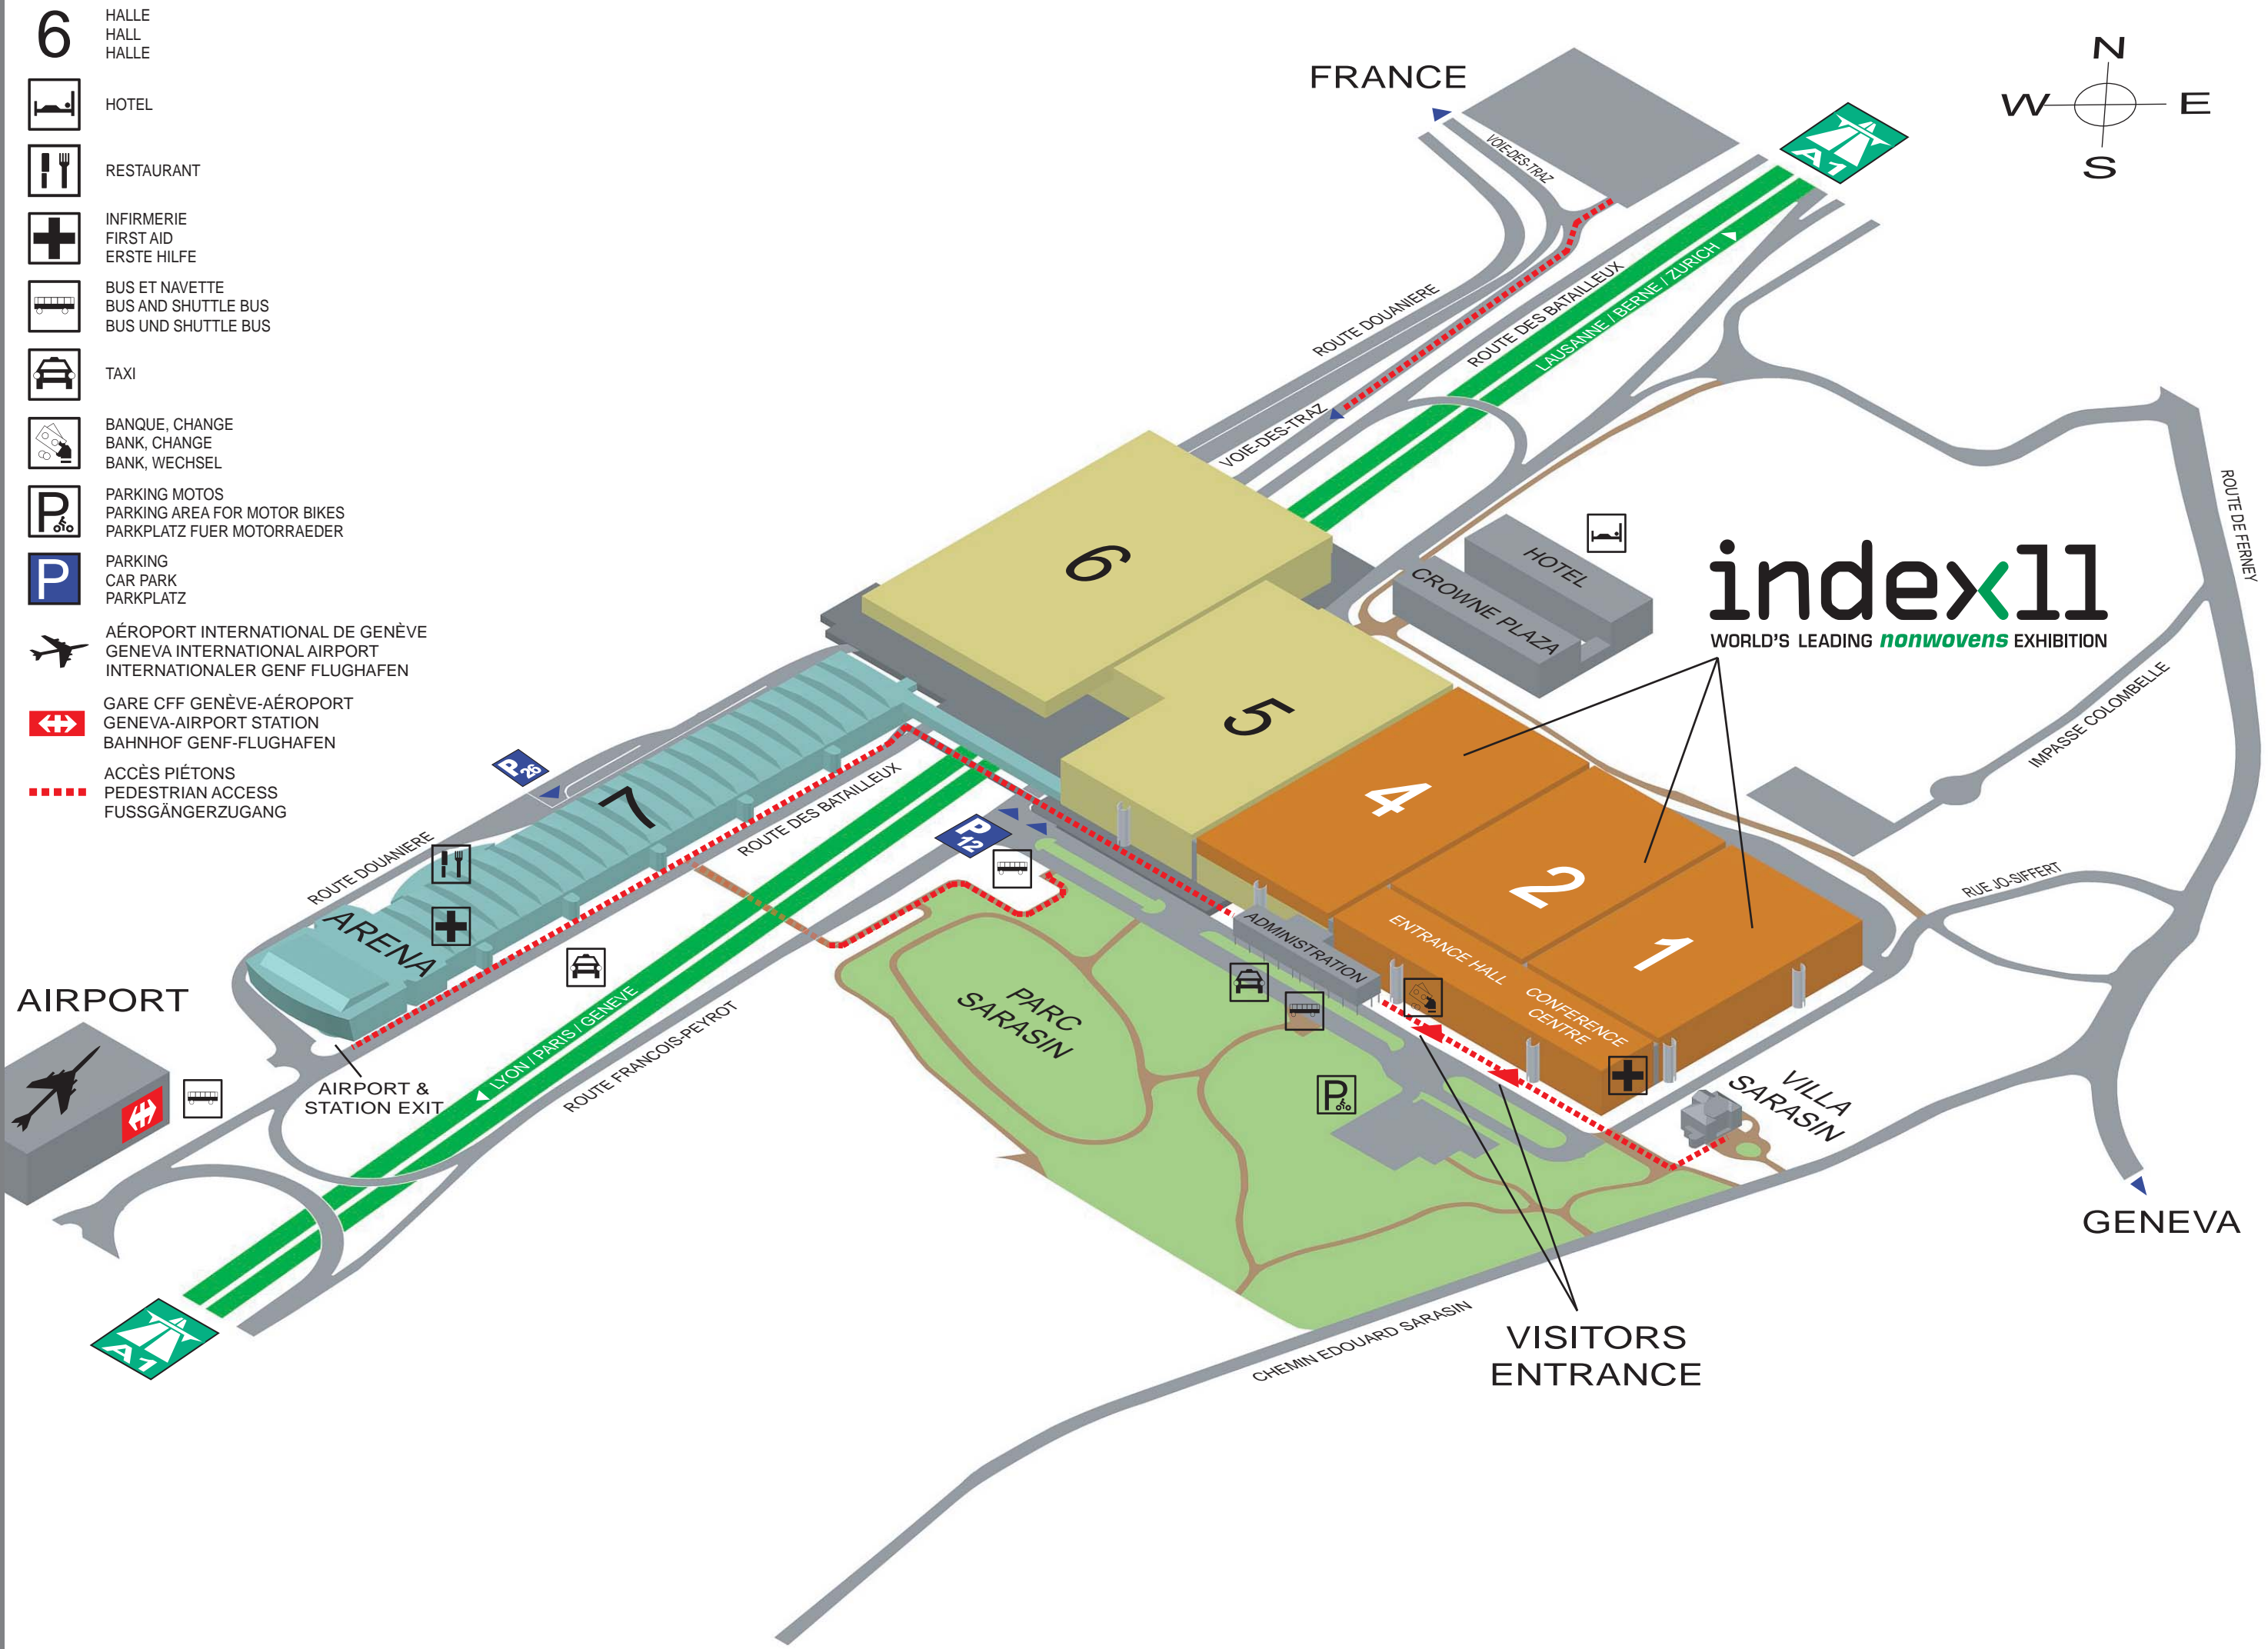 6
HALLE
HALL
HALLE
HOTEL
RESTAURANT
INFIRMERIE
FIRST AID
ERSTE HILFE
BUS ET NAVETTE
BUS AND SHUTTLE BUS
BUS UND SHUTTLE BUS
TAXI
BANQUE, CHANGE
BANK, CHANGE
BANK, WECHSEL
P
PARKING MOTOS
PARKING AREA FOR MOTOR BIKES
PARKPLATZ FUER MOTORRAEDER
P
PARKING
CAR PARK
PARKPLATZ
AÉROPORT INTERNATIONAL DE GENÈVE
GENEVA INTERNATIONAL AIRPORT
INTERNATIONALER GENF FLUGHAFEN
GARE CFF GENÈVE-AÉROPORT
GENEVA-AIRPORT STATION
BAHNHOF GENF-FLUGHAFEN
ACCÈS PIÉTONS
PEDESTRIAN ACCESS
FUSSGÄNGERZUGANG
N
W E
S
FRANCE
A1
VOIE-DES-TRAZ
ROUTE DOUANIERE
ROUTE DES BATAILLEUX
LAUSANNE / BERNE / ZURICH
VOIE-DES-TRAZ
ROUTE DE FERNEY
6
HOTEL
CROWNE PLAZA
index11
WORLD'S LEADING nonwovens EXHIBITION
5
IMPASSE COLOMBELLE
P26
7
ROUTE DES BATAILLEUX
P12
4
2
1
RUE JO-SIFFERT
ROUTE DOUANIERE
ARENA
ADMINISTRATION
ENTRANCE HALL
CONFERENCE
CENTRE
AIRPORT
PARC
SARASIN
LYON / PARIS / GENEVE
ROUTE FRANCOIS-PEYROT
AIRPORT &
STATION EXIT
P
VILLA
SARASIN
GENEVA
A1
CHEMIN EDOUARD SARASIN
VISITORS
ENTRANCE